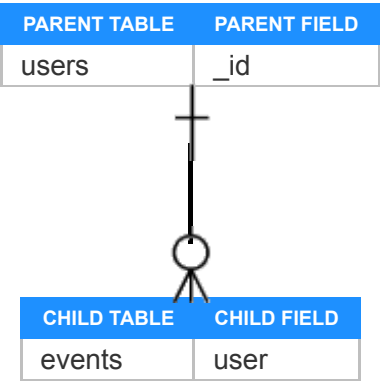 PARENT TABLE PARENT FIELD
users _id
CHILD TABLE CHILD FIELD
events user